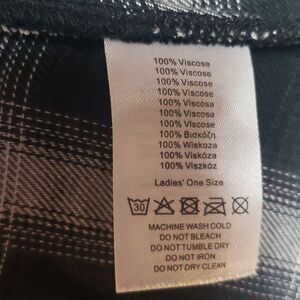 100% Viscose
100% Viscose
100% Viscose
100% Viscose
100% Viscosa
100% Viscosa
100% Viscose
100% Βισκόζη
100% Wiskoza
100% Viskóza
100% Viszkóz
Ladies' One Size
30
MACHINE WASH COLD
DO NOT BLEACH
DO NOT TUMBLE DRY
DO NOT IRON
DO NOT DRY CLEAN